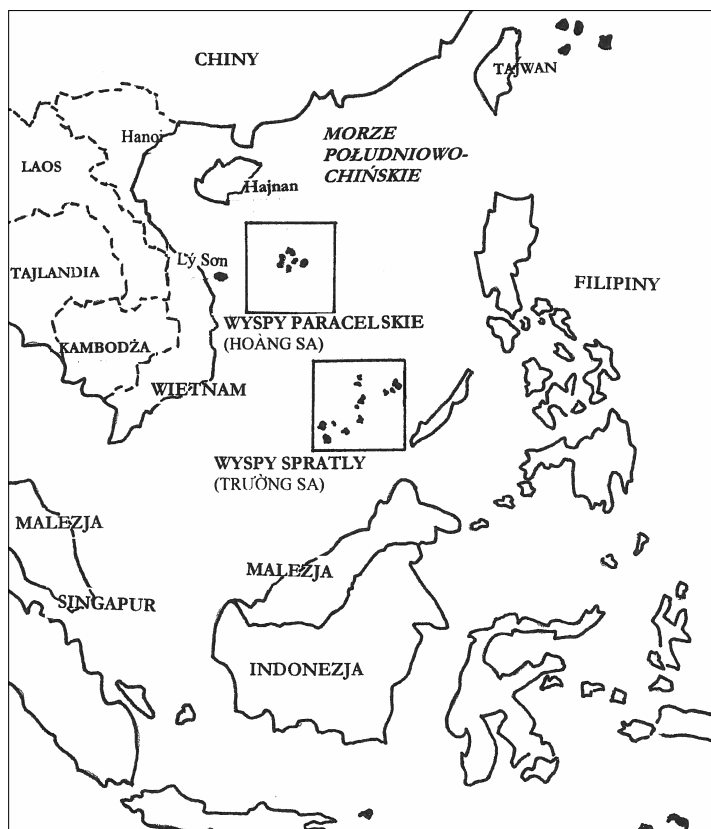 CHINY
TAJWAN
MORZE
POŁUDNIOWO-
CHIŃSKIE
Hanoi
LAOS
Hajnan
Lý Sơn
TAJLANDIA
FILIPINY
WYSPY PARACELSKIE
(HOÀNG SA)
KAMBODŻA
WIETNAM
WYSPY SPRATLY
(TRƯỜNG SA)
MALEZJA
MALEZJA
SINGAPUR
INDONEZJA